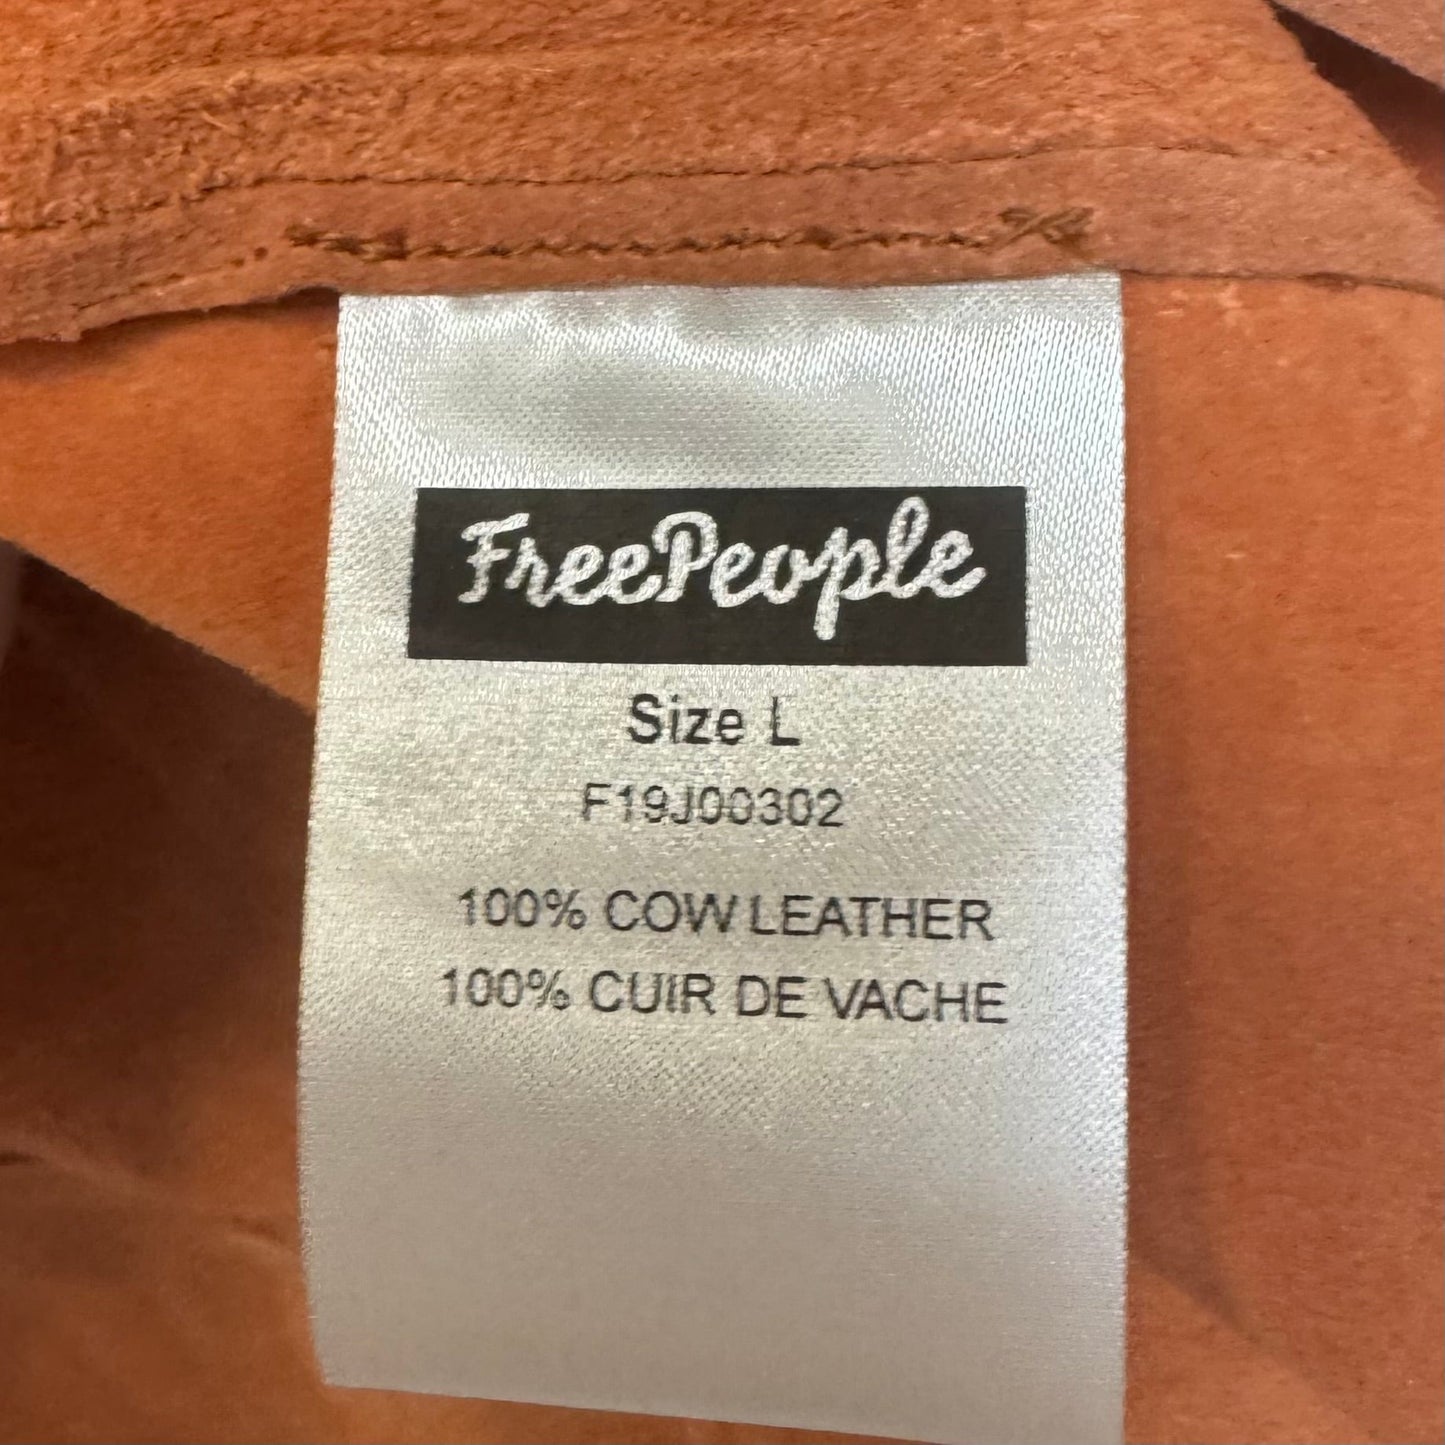 FreePeople
Size L
F19J00302
100% COW LEATHER
100% CUIR DE VACHE